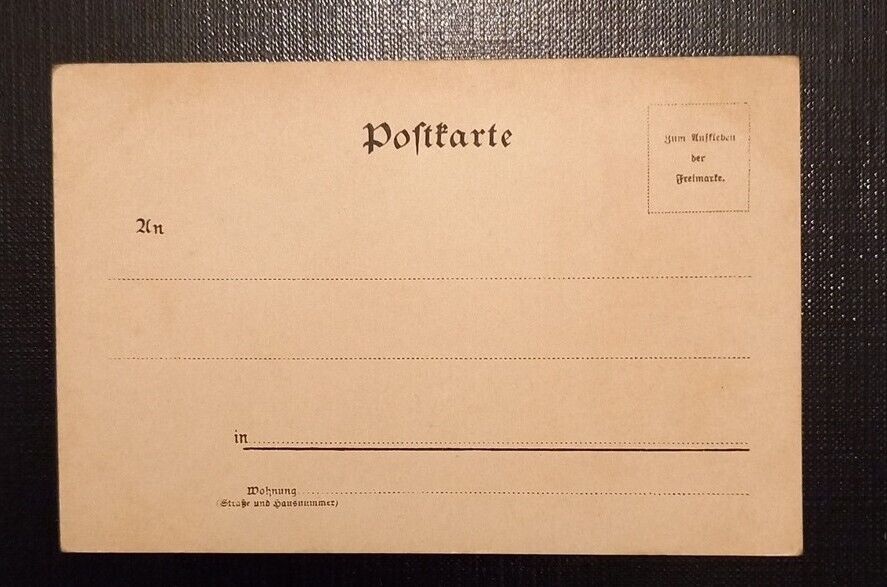 Postkarte
Zum Aufkleben
der
Freimarke.
An
in
Wohnung
(Straße und Hausnummer)